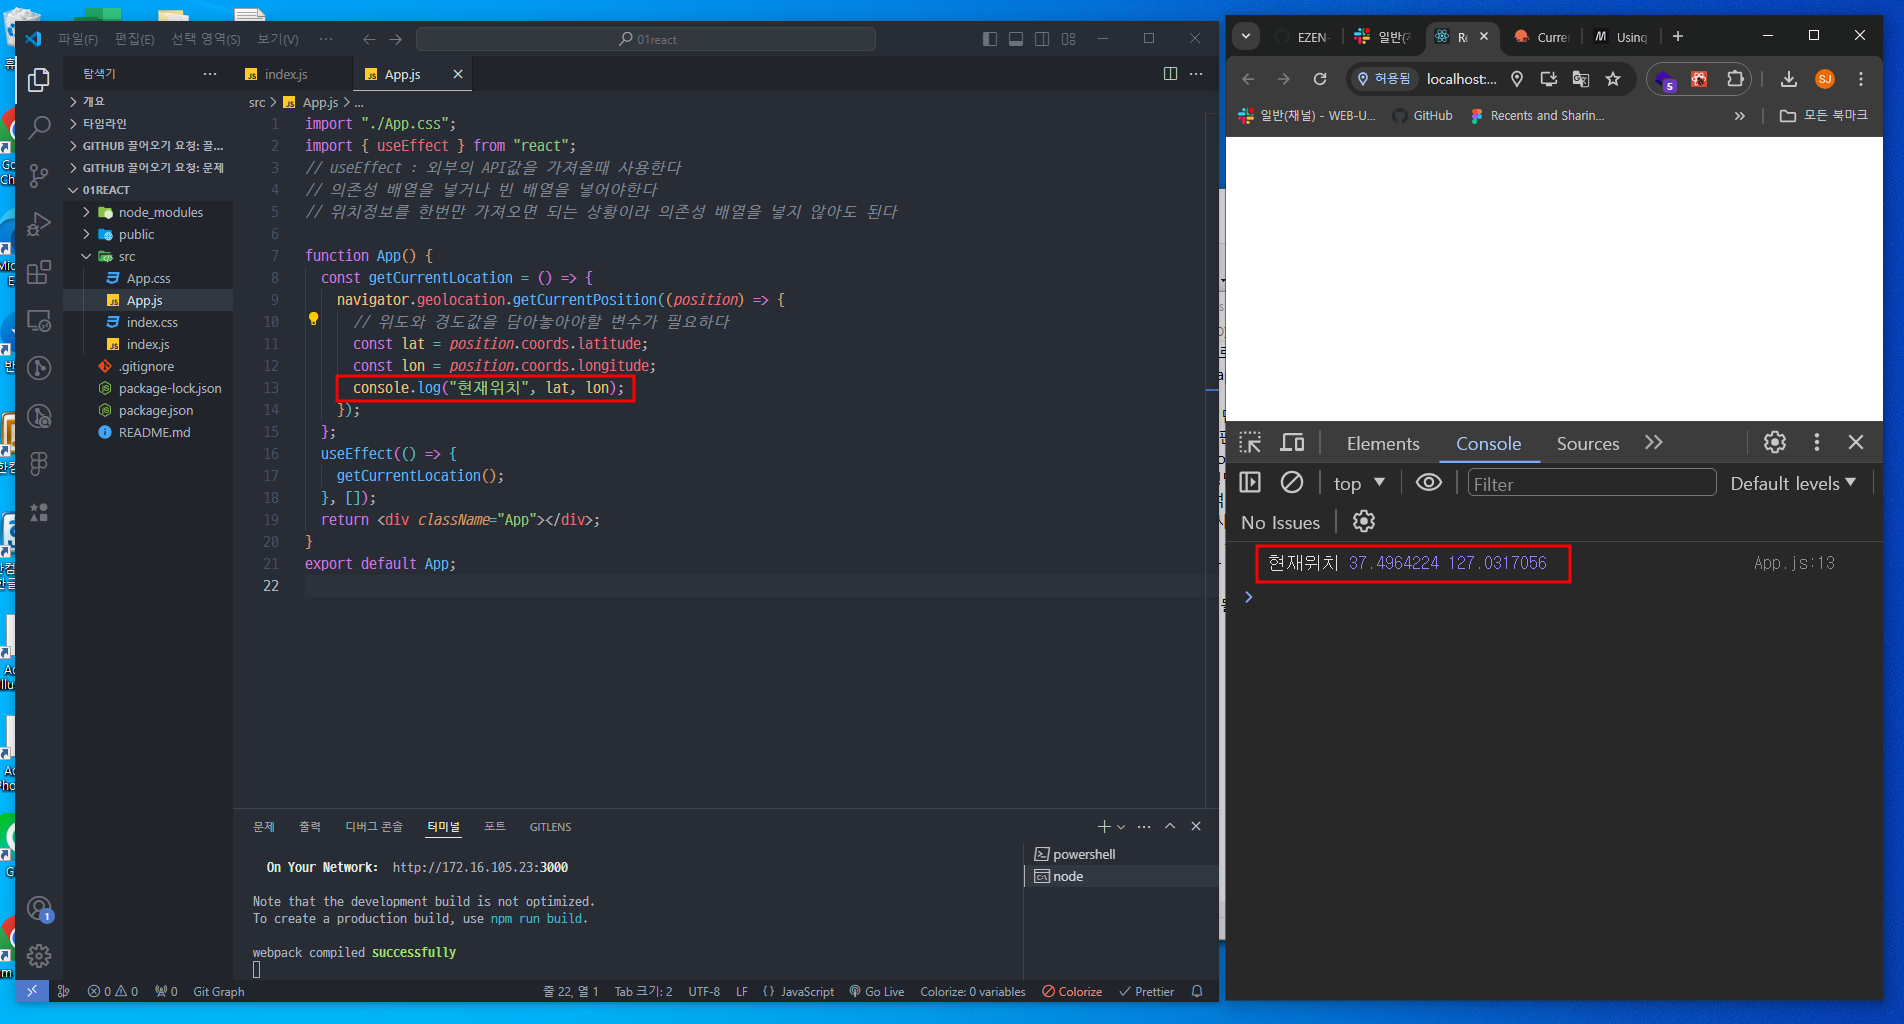 파일(F) 편집(E) 선택 영역(S) 보기(V) ··· 01react
탐색기 ···
개요
타임라인
GITHUB 끌어오기 요청: 끌...
GITHUB 끌어오기 요청: 문제
01REACT
node_modules
public
src
App.css
App.js
index.css
index.js
.gitignore
package-lock.json
package.json
README.md
index.js App.js
src > App.js > ...
1 import "./App.css";
2 import { useEffect } from "react";
3 // useEffect : 외부의 API값을 가져올때 사용한다
4 // 의존성 배열을 넣거나 빈 배열을 넣어야한다
5 // 위치정보를 한번만 가져오면 되는 상황이라 의존성 배열을 넣지 않아도 된다
6
7 function App() {
8 const getCurrentLocation = () => {
9 navigator.geolocation.getCurrentPosition((position) => {
10 // 위도와 경도값을 담아놓아야할 변수가 필요하다
11 const lat = position.coords.latitude;
12 const lon = position.coords.longitude;
13 console.log("현재위치", lat, lon);
14 });
15 };
16 useEffect(() => {
17 getCurrentLocation();
18 }, []);
19 return <div className="App"></div>;
20 }
21 export default App;
22
문제 출력 디버그 콘솔 터미널 포트 GITLENS
On Your Network: http://172.16.105.23:3000
Note that the development build is not optimized.
To create a production build, use npm run build.
webpack compiled successfully
powershell
node
1
0 0 0 Git Graph 줄 22, 열 1 Tab 크기: 2 UTF-8 LF {} JavaScript Go Live Colorize: 0 variables Colorize Prettier
EZEN- 일반(ㅊ Re Curre Using
허용됨 localhost:... 5 SJ
일반(채널) - WEB-U... GitHub Recents and Sharin... » 모든 북마크
Elements Console Sources
top Filter Default levels
No Issues
현재위치 37.4964224 127.0317056 App.js:13